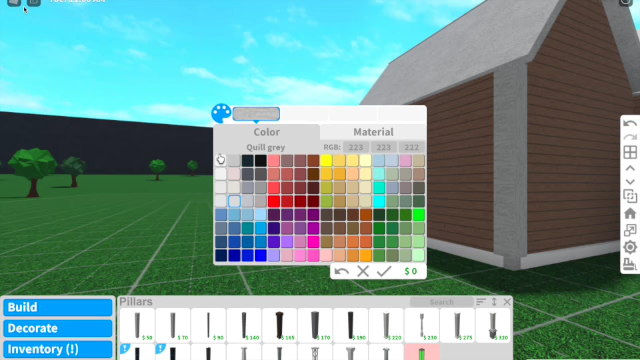 Color
Material
Quill grey
RGB: 223 223 222
$ 0
Build
Decorate
Inventory (!)
Pillars
Search
$ 50
$ 70
$ 90
$ 140
$ 165
$ 170
$ 190
$ 220
$ 230
$ 275
$ 320